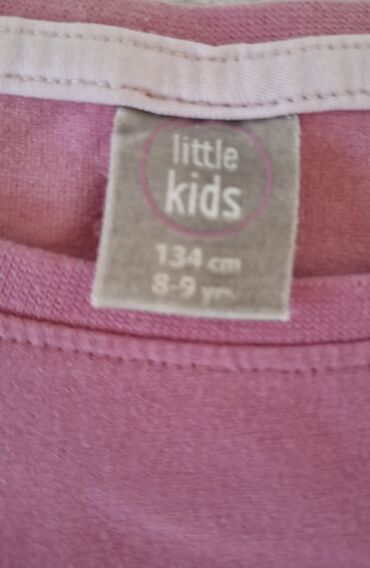 little
kids
134 cm
8-9 yrs